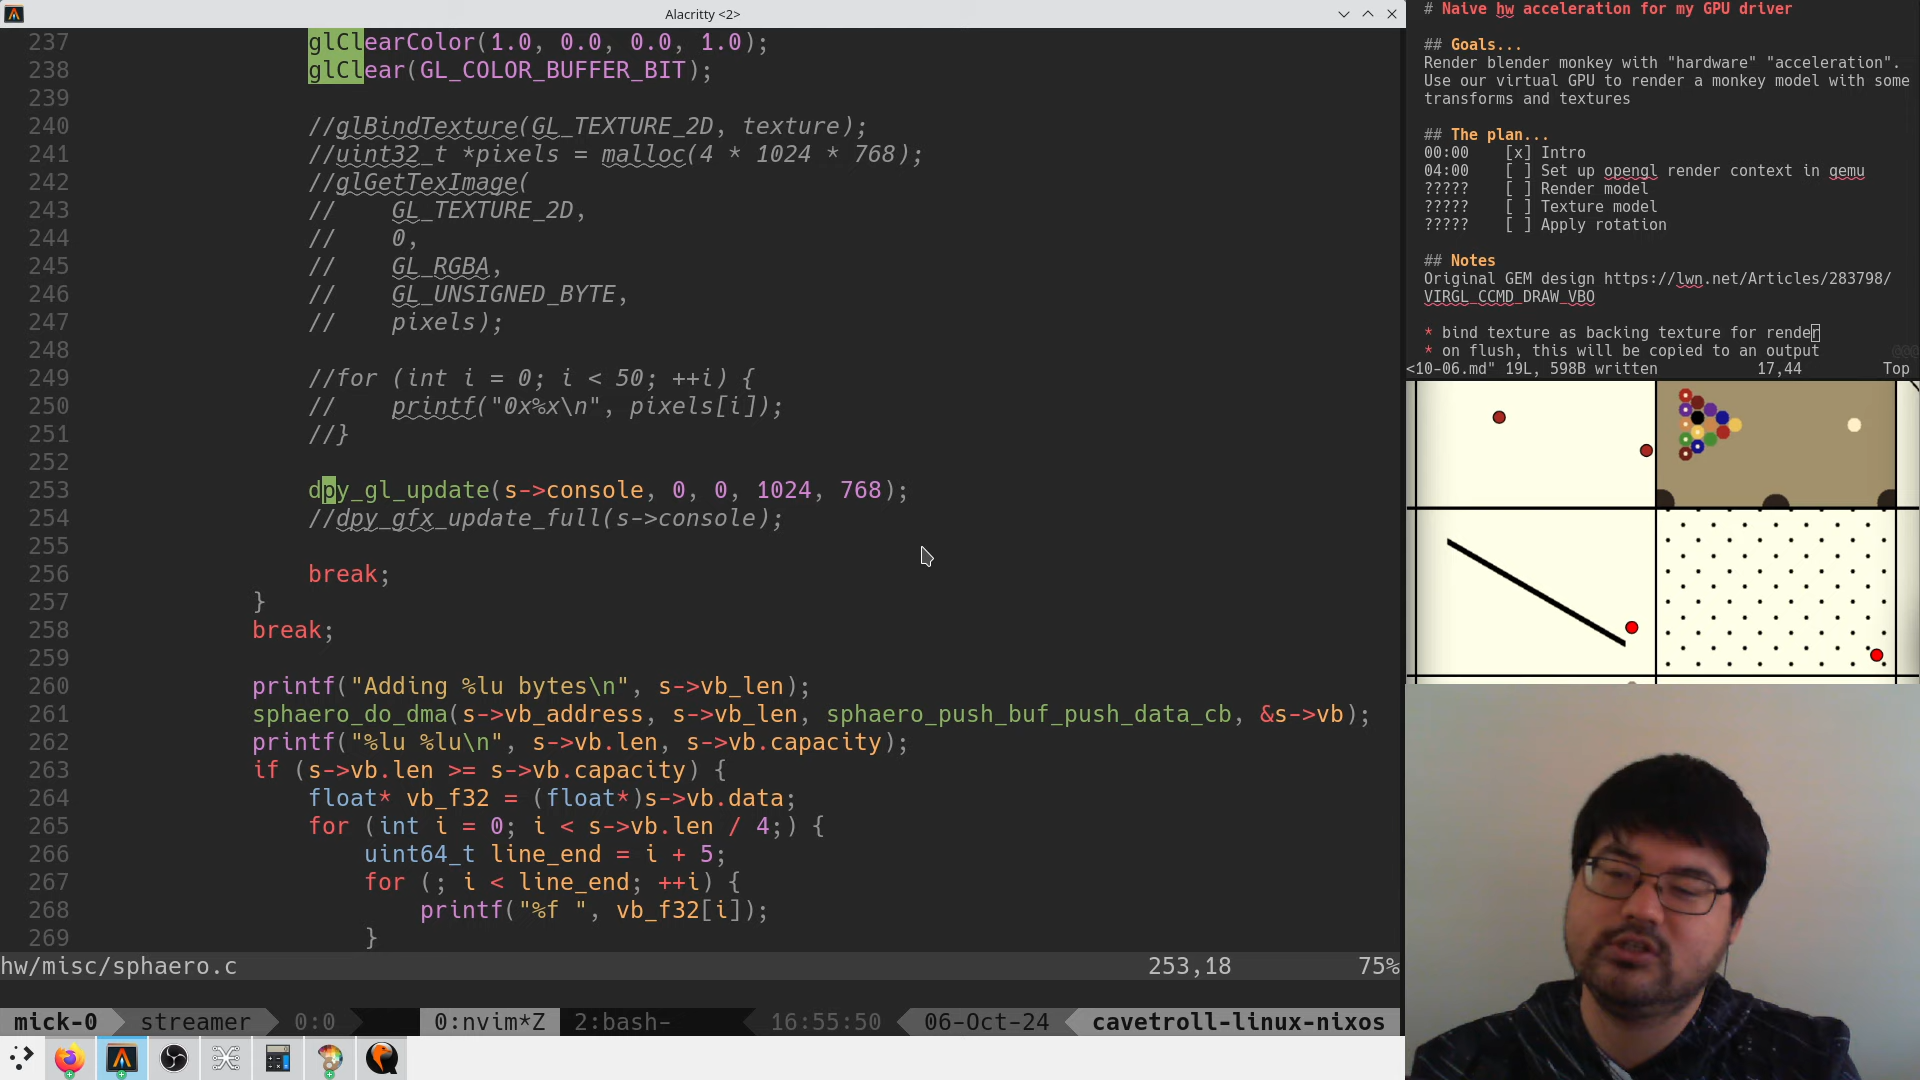 Alacritty <2>
237 glClearColor(1.0, 0.0, 0.0, 1.0);
238 glClear(GL_COLOR_BUFFER_BIT);
239
240 //glBindTexture(GL_TEXTURE_2D, texture);
241 //uint32_t *pixels = malloc(4 * 1024 * 768);
242 //glGetTexImage(
243 //    GL_TEXTURE_2D,
244 //    0,
245 //    GL_RGBA,
246 //    GL_UNSIGNED_BYTE,
247 //    pixels);
248
249 //for (int i = 0; i < 50; ++i) {
250 //    printf("0x%x\n", pixels[i]);
251 //}
252
253 dpy_gl_update(s->console, 0, 0, 1024, 768);
254 //dpy_gfx_update_full(s->console);
255
256 break;
257 }
258 break;
259
260 printf("Adding %lu bytes\n", s->vb_len);
261 sphaero_do_dma(s->vb_address, s->vb_len, sphaero_push_buf_push_data_cb, &s->vb);
262 printf("%lu %lu\n", s->vb.len, s->vb.capacity);
263 if (s->vb.len >= s->vb.capacity) {
264 float* vb_f32 = (float*)s->vb.data;
265 for (int i = 0; i < s->vb.len / 4;) {
266 uint64_t line_end = i + 5;
267 for (; i < line_end; ++i) {
268 printf("%f ", vb_f32[i]);
269 }
hw/misc/sphaero.c 253,18 75%
mick-0 streamer 0:0 0:nvim*Z 2:bash- 16:55:50 06-Oct-24 cavetroll-linux-nixos
# Naive hw acceleration for my GPU driver
## Goals...
Render blender monkey with "hardware" "acceleration".
Use our virtual GPU to render a monkey model with some
transforms and textures
## The plan...
00:00 [x] Intro
04:00 [ ] Set up opengl render context in qemu
????? [ ] Render model
????? [ ] Texture model
????? [ ] Apply rotation
## Notes
Original GEM design https://lwn.net/Articles/283798/
VIRGL_CCMD_DRAW_VBO
* bind texture as backing texture for render
* on flush, this will be copied to an output
<10-06.md" 19L, 598B written 17,44 Top